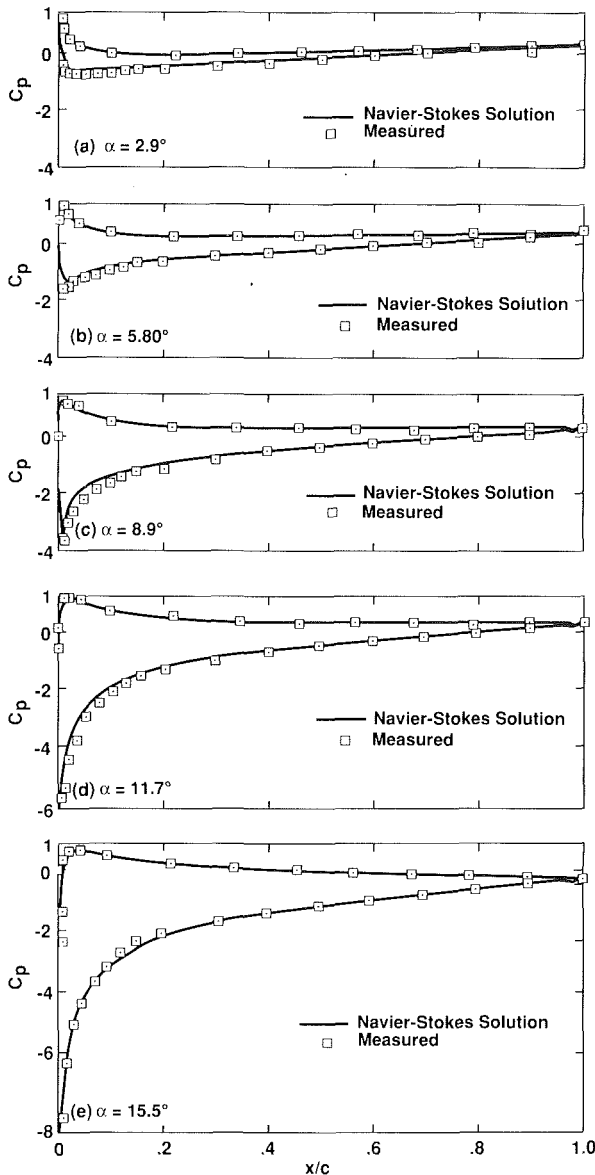 1
0
-2
-4
Cp
Navier-Stokes Solution
Measured
(a) α = 2.9°
1
0
-2
-4
Cp
Navier-Stokes Solution
Measured
(b) α = 5.80°
1
0
-2
-4
Cp
Navier-Stokes Solution
Measured
(c) α = 8.9°
1
0
-2
-4
-6
Cp
Navier-Stokes Solution
Measured
(d) α = 11.7°
1
0
-2
-4
-6
-8
Cp
Navier-Stokes Solution
Measured
(e) α = 15.5°
0 .2 .4 .6 .8 1.0
x/c